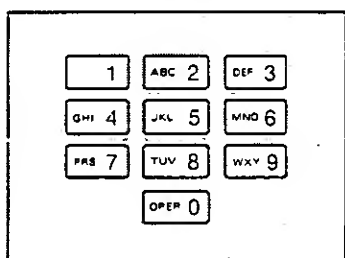 1 ABC 2 DEF 3
GHI 4 JKL 5 MNO 6
PRS 7 TUV 8 WXY 9
OPER 0